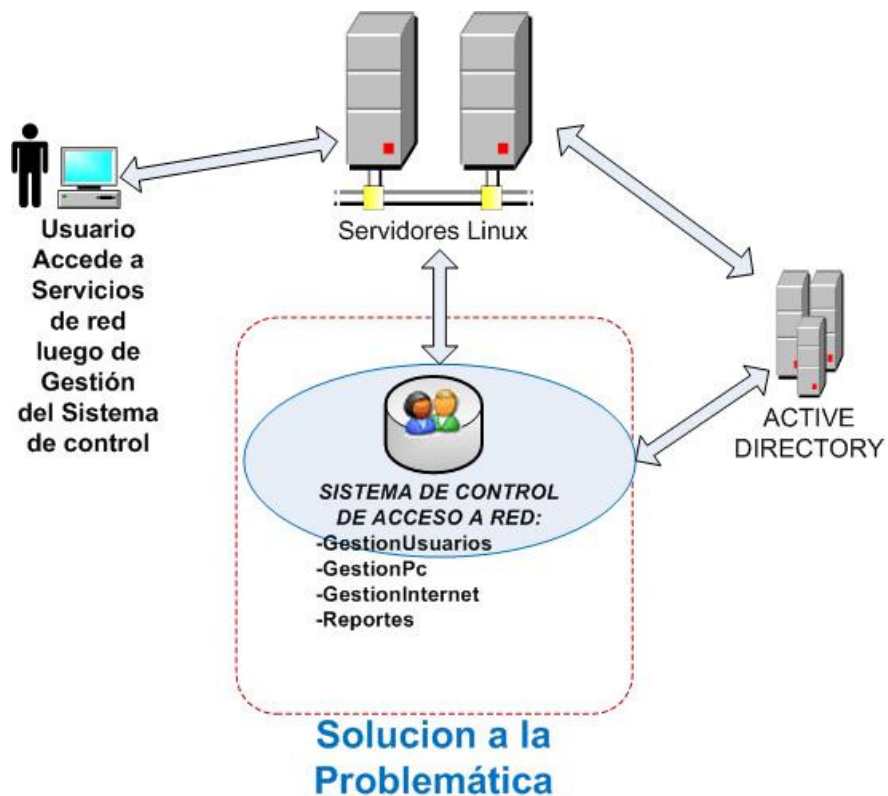 Servidores Linux
Usuario
Accede a
Servicios
de red
luego de
Gestión
del Sistema
de control
ACTIVE
DIRECTORY
SISTEMA DE CONTROL
DE ACCESO A RED:
-GestionUsuarios
-GestionPc
-GestionInternet
-Reportes
Solucion a la
Problemática